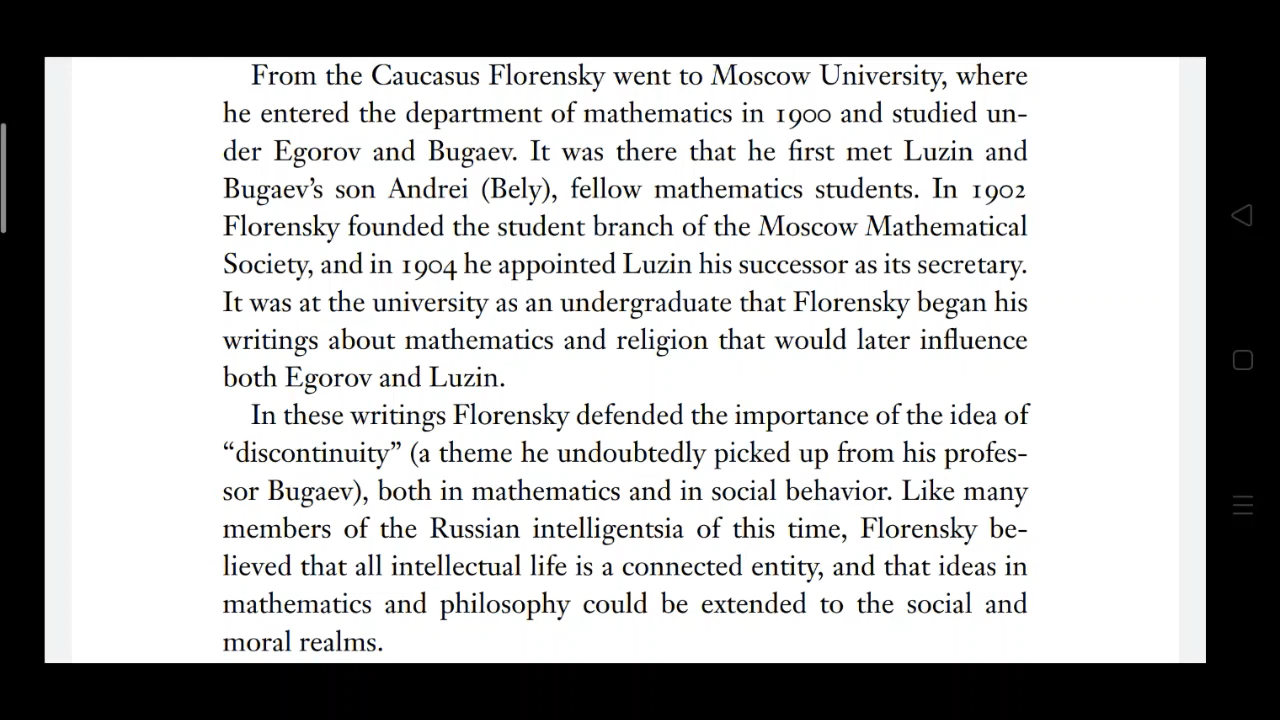 From the Caucasus Florensky went to Moscow University, where
he entered the department of mathematics in 1900 and studied un-
der Egorov and Bugaev. It was there that he first met Luzin and
Bugaev’s son Andrei (Bely), fellow mathematics students. In 1902
Florensky founded the student branch of the Moscow Mathematical
Society, and in 1904 he appointed Luzin his successor as its secretary.
It was at the university as an undergraduate that Florensky began his
writings about mathematics and religion that would later influence
both Egorov and Luzin.
In these writings Florensky defended the importance of the idea of
“discontinuity” (a theme he undoubtedly picked up from his profes-
sor Bugaev), both in mathematics and in social behavior. Like many
members of the Russian intelligentsia of this time, Florensky be-
lieved that all intellectual life is a connected entity, and that ideas in
mathematics and philosophy could be extended to the social and
moral realms.